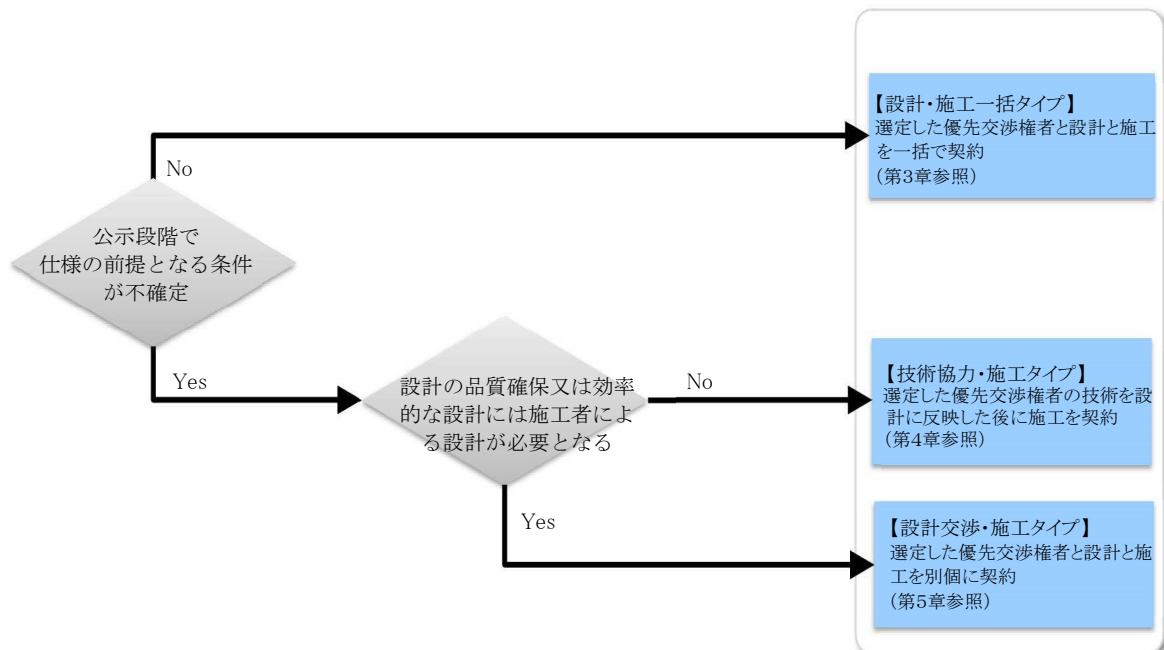 【設計・施工一括タイプ】
選定した優先交渉権者と設計と施工
を一括で契約
(第3章参照)
No
公示段階で
仕様の前提となる条件
が不確定
Yes
設計の品質確保又は効率
的な設計には施工者によ
る設計が必要となる
No
【技術協力・施工タイプ】
選定した優先交渉権者の技術を設
計に反映した後に施工を契約
(第4章参照)
Yes
【設計交渉・施工タイプ】
選定した優先交渉権者と設計と施
工を別個に契約
(第5章参照)